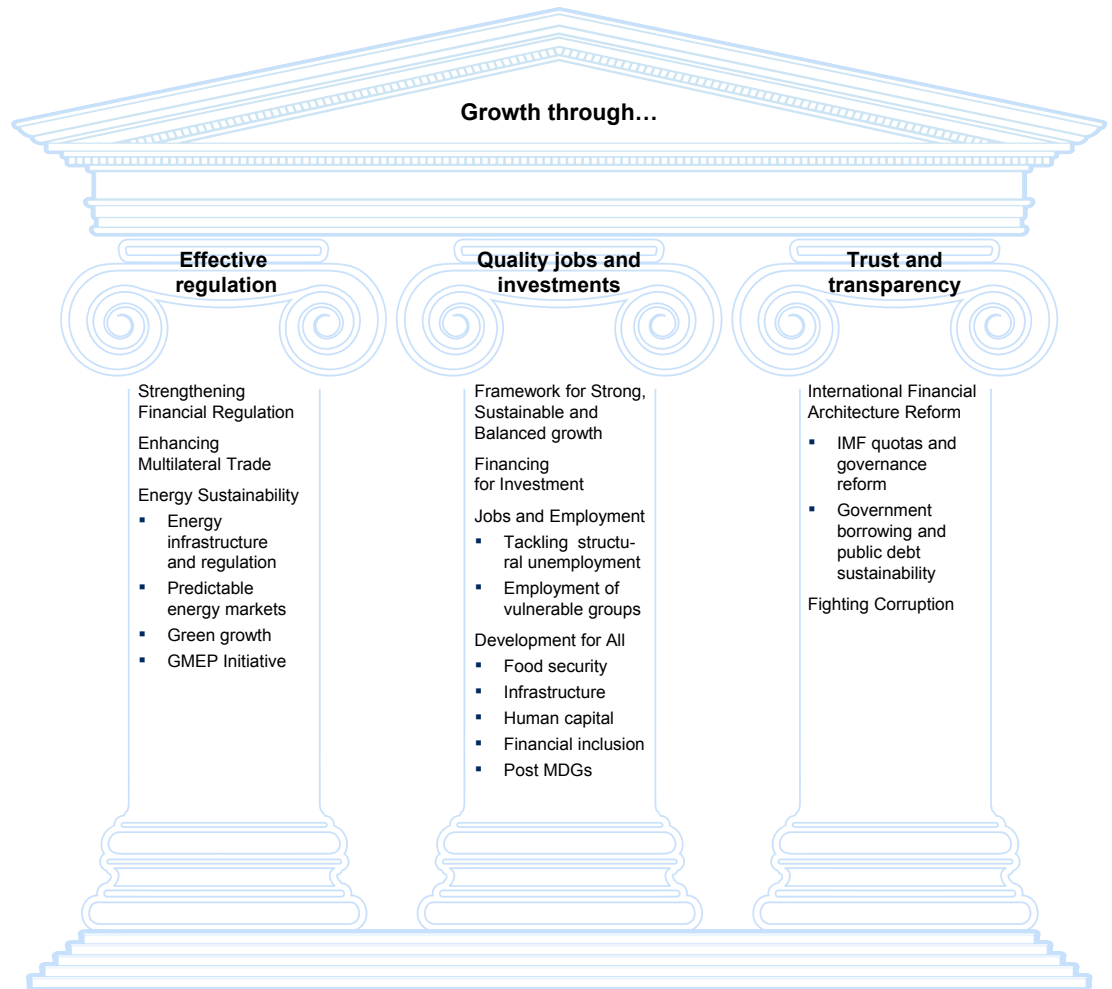 Growth through…
Effective
regulation
Strengthening
Financial Regulation
Enhancing
Multilateral Trade
Energy Sustainability
▪ Energy
infrastructure
and regulation
▪ Predictable
energy markets
▪ Green growth
▪ GMEP Initiative
Quality jobs and
investments
Framework for Strong,
Sustainable and
Balanced growth
Financing
for Investment
Jobs and Employment
▪ Tackling structu-
ral unemployment
▪ Employment of
vulnerable groups
Development for All
▪ Food security
▪ Infrastructure
▪ Human capital
▪ Financial inclusion
▪ Post MDGs
Trust and
transparency
International Financial
Architecture Reform
▪ IMF quotas and
governance
reform
▪ Government
borrowing and
public debt
sustainability
Fighting Corruption